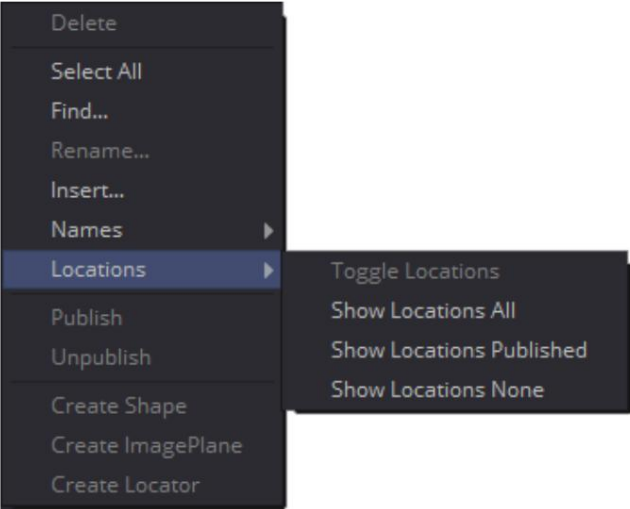 Delete
Select All
Find...
Rename...
Insert...
Names
Locations
Publish
Unpublish
Create Shape
Create ImagePlane
Create Locator
Toggle Locations
Show Locations All
Show Locations Published
Show Locations None